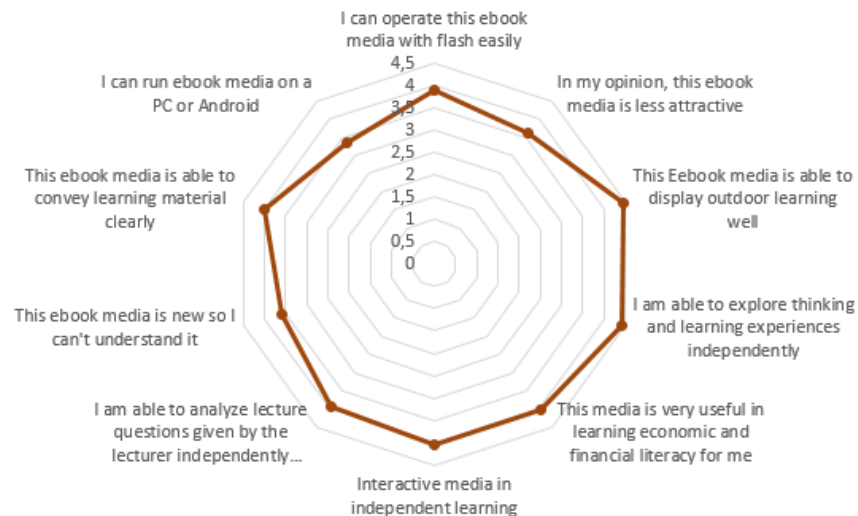 I can operate this ebook
media with flash easily
In my opinion, this ebook
media is less attractive
This Eebook media is able to
display outdoor learning
well
I am able to explore thinking
and learning experiences
independently
This media is very useful in
learning economic and
financial literacy for me
Interactive media in
independent learning
I am able to analyze lecture
questions given by the
lecturer independently...
This ebook media is new so I
can't understand it
This ebook media is able to
convey learning material
clearly
I can run ebook media on a
PC or Android
4,5
4
3,5
3
2,5
2
1,5
1
0,5
0